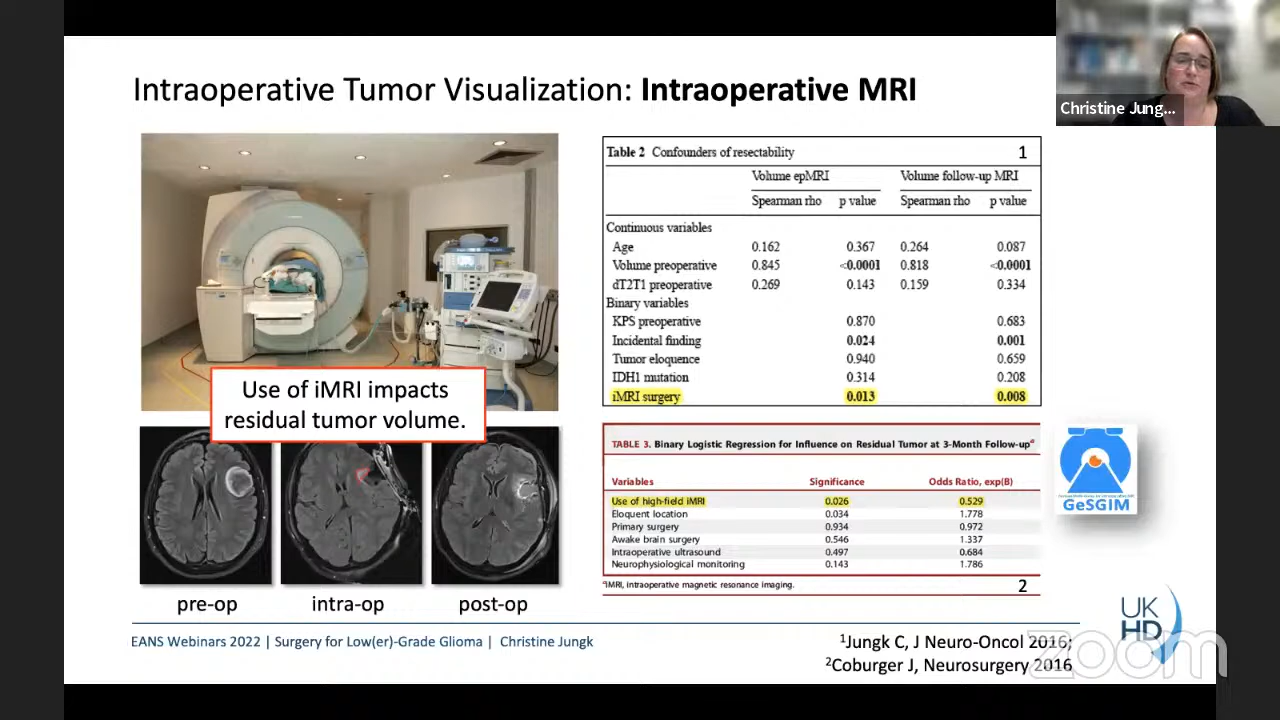 Christine Jung...
Intraoperative Tumor Visualization: Intraoperative MRI
Use of iMRI impacts
residual tumor volume.
pre-op intra-op post-op
Table 2 Confounders of resectability 1
Volume epMRI Volume follow-up MRI
Spearman rho p value Spearman rho p value
Continuous variables
Age 0.162 0.367 0.264 0.087
Volume preoperative 0.845 <0.0001 0.818 <0.0001
dT2T1 preoperative 0.269 0.143 0.159 0.334
Binary variables
KPS preoperative 0.870 0.683
Incidental finding 0.024 0.001
Tumor eloquence 0.940 0.659
IDH1 mutation 0.314 0.208
iMRI surgery 0.013 0.008
TABLE 3. Binary Logistic Regression for Influence on Residual Tumor at 3-Month Follow-upa
Variables Significance Odds Ratio, exp(B)
Use of high-field iMRI 0.026 0.529
Eloquent location 0.034 1.778
Primary surgery 0.934 0.972
Awake brain surgery 0.546 1.337
Intraoperative ultrasound 0.497 0.684
Neurophysiological monitoring 0.143 1.786
aiMRI, intraoperative magnetic resonance imaging. 2
GeSGIM
EANS Webinars 2022 | Surgery for Low(er)-Grade Glioma | Christine Jungk
1Jungk C, J Neuro-Oncol 2016;
2Coburger J, Neurosurgery 2016
UK
HD
zoom